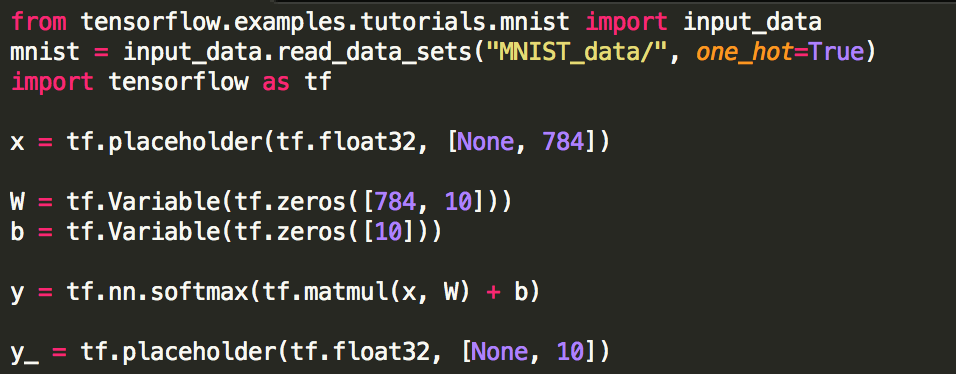 from tensorflow.examples.tutorials.mnist import input_data
mnist = input_data.read_data_sets("MNIST_data/", one_hot=True)
import tensorflow as tf
x = tf.placeholder(tf.float32, [None, 784])
W = tf.Variable(tf.zeros([784, 10]))
b = tf.Variable(tf.zeros([10]))
y = tf.nn.softmax(tf.matmul(x, W) + b)
y_ = tf.placeholder(tf.float32, [None, 10])